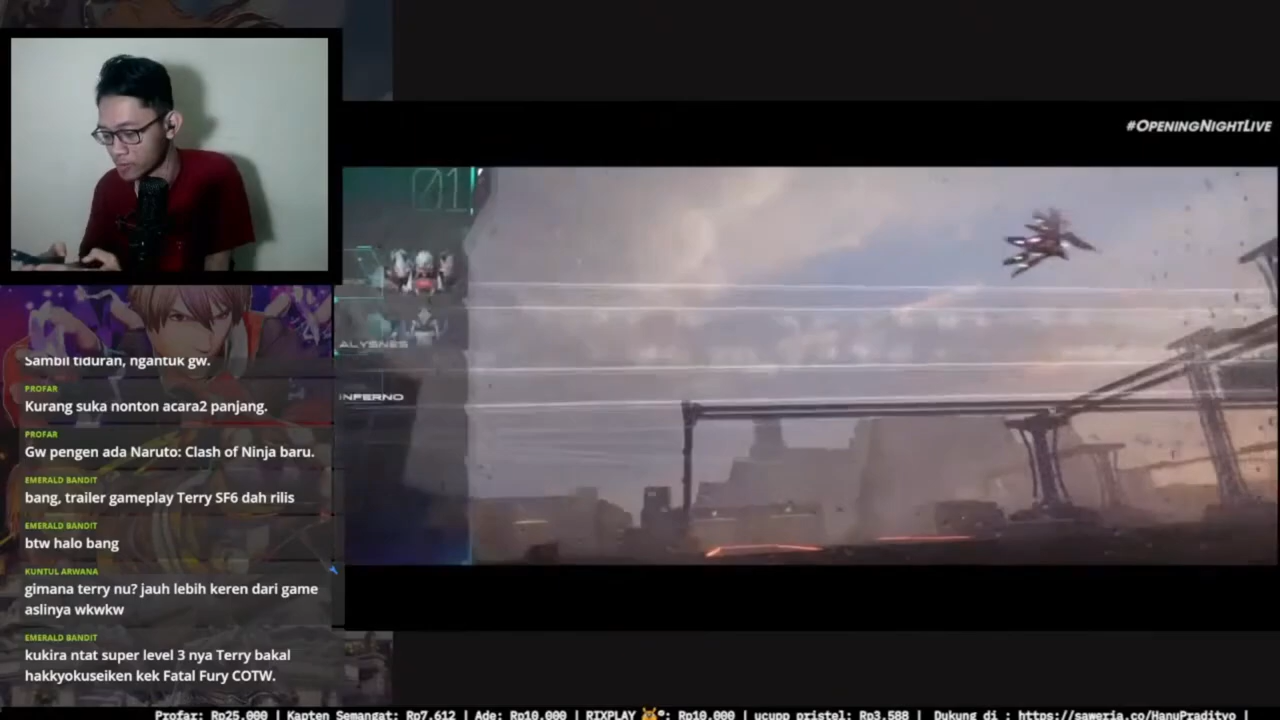 #OPENINGNIGHTLIVE
01
ALYSNES
INFERNO
Sambil tiduran, ngantuk gw.
PROFAR
Kurang suka nonton acara2 panjang.
PROFAR
Gw pengen ada Naruto: Clash of Ninja baru.
EMERALD BANDIT
bang, trailer gameplay Terry SF6 dah rilis
EMERALD BANDIT
btw halo bang
KUNTUL ARWANA
gimana terry nu? jauh lebih keren dari game
aslinya wkwkw
EMERALD BANDIT
kukira ntat super level 3 nya Terry bakal
hakkyokuseiken kek Fatal Fury COTW.
Profar: Rp25.000 | Kapten Semangat: Rp7.612 | Ade: Rp10.000 | RIXPLAY : Rp10.000 | ucupp pristel: Rp3.588 | Dukung di : https://saweria.co/HanuPradityo |